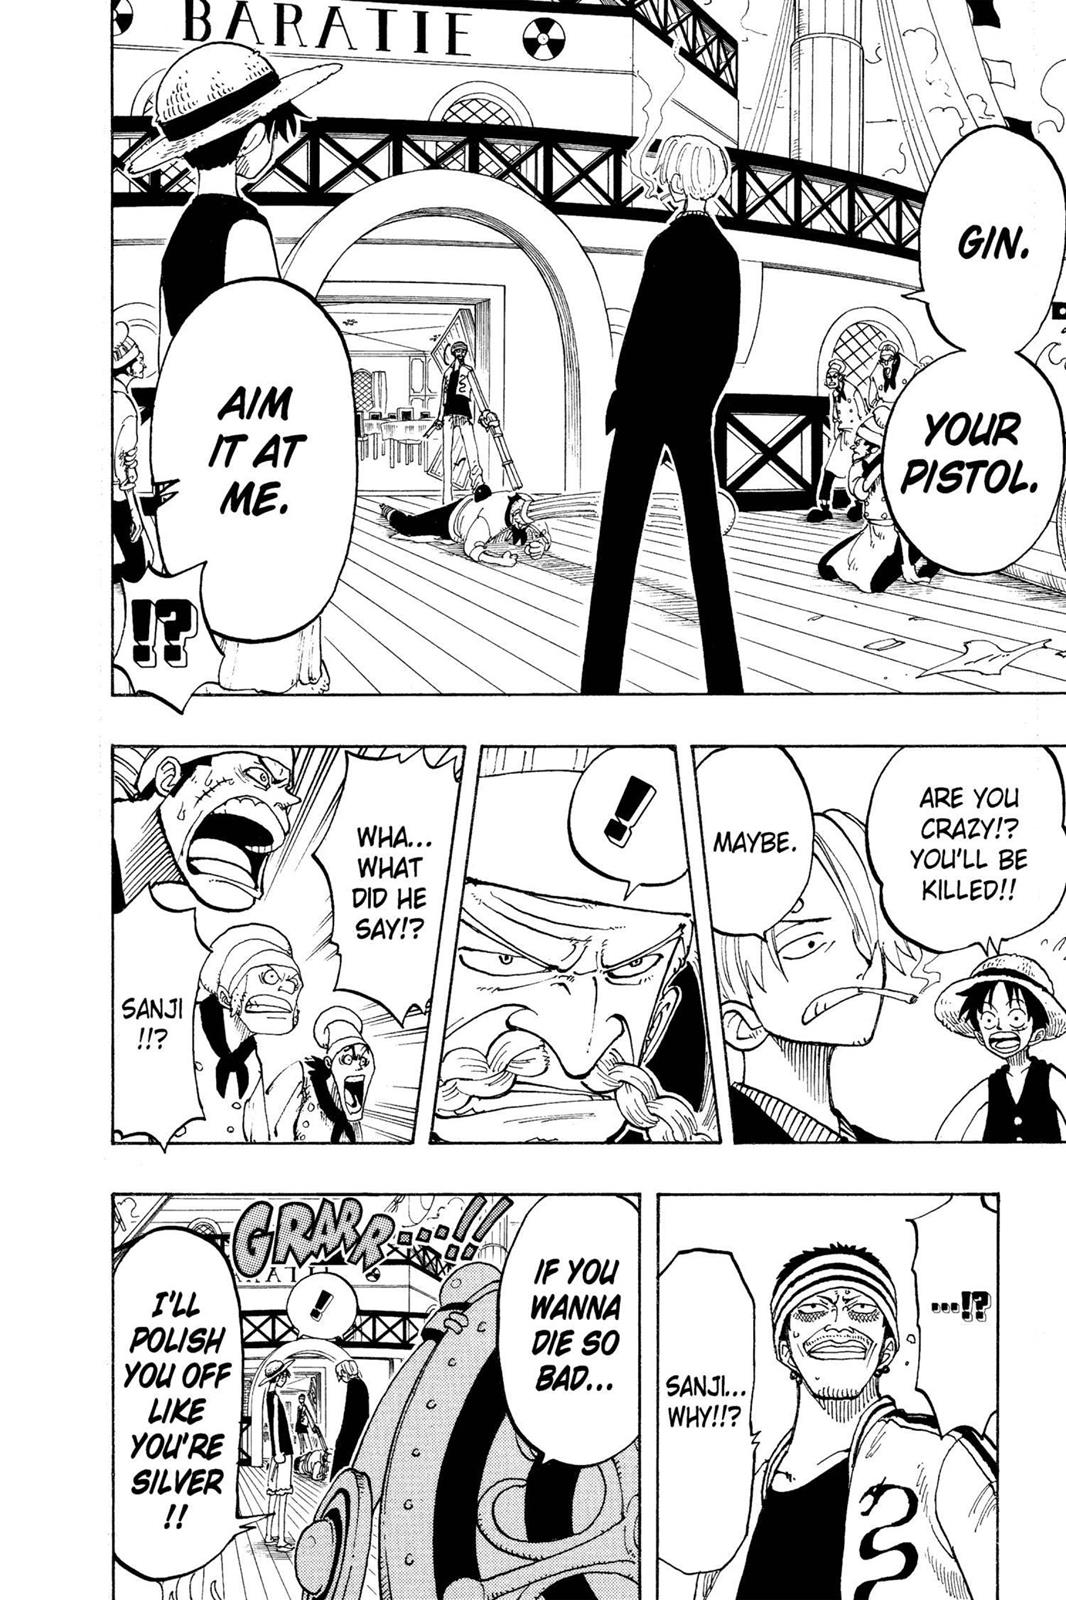 BARATIE
GIN.
YOUR
PISTOL.
AIM
IT AT
ME.
!?
ARE YOU
CRAZY!?
YOU'LL BE
KILLED!!
MAYBE.
!
WHA...
WHAT
DID HE
SAY!?
SANJI
!!?
...!?
SANJI...
WHY!!?
IF YOU
WANNA
DIE SO
BAD...
GRARR...!!
!
I'LL
POLISH
YOU OFF
LIKE
YOU'RE
SILVER
!!